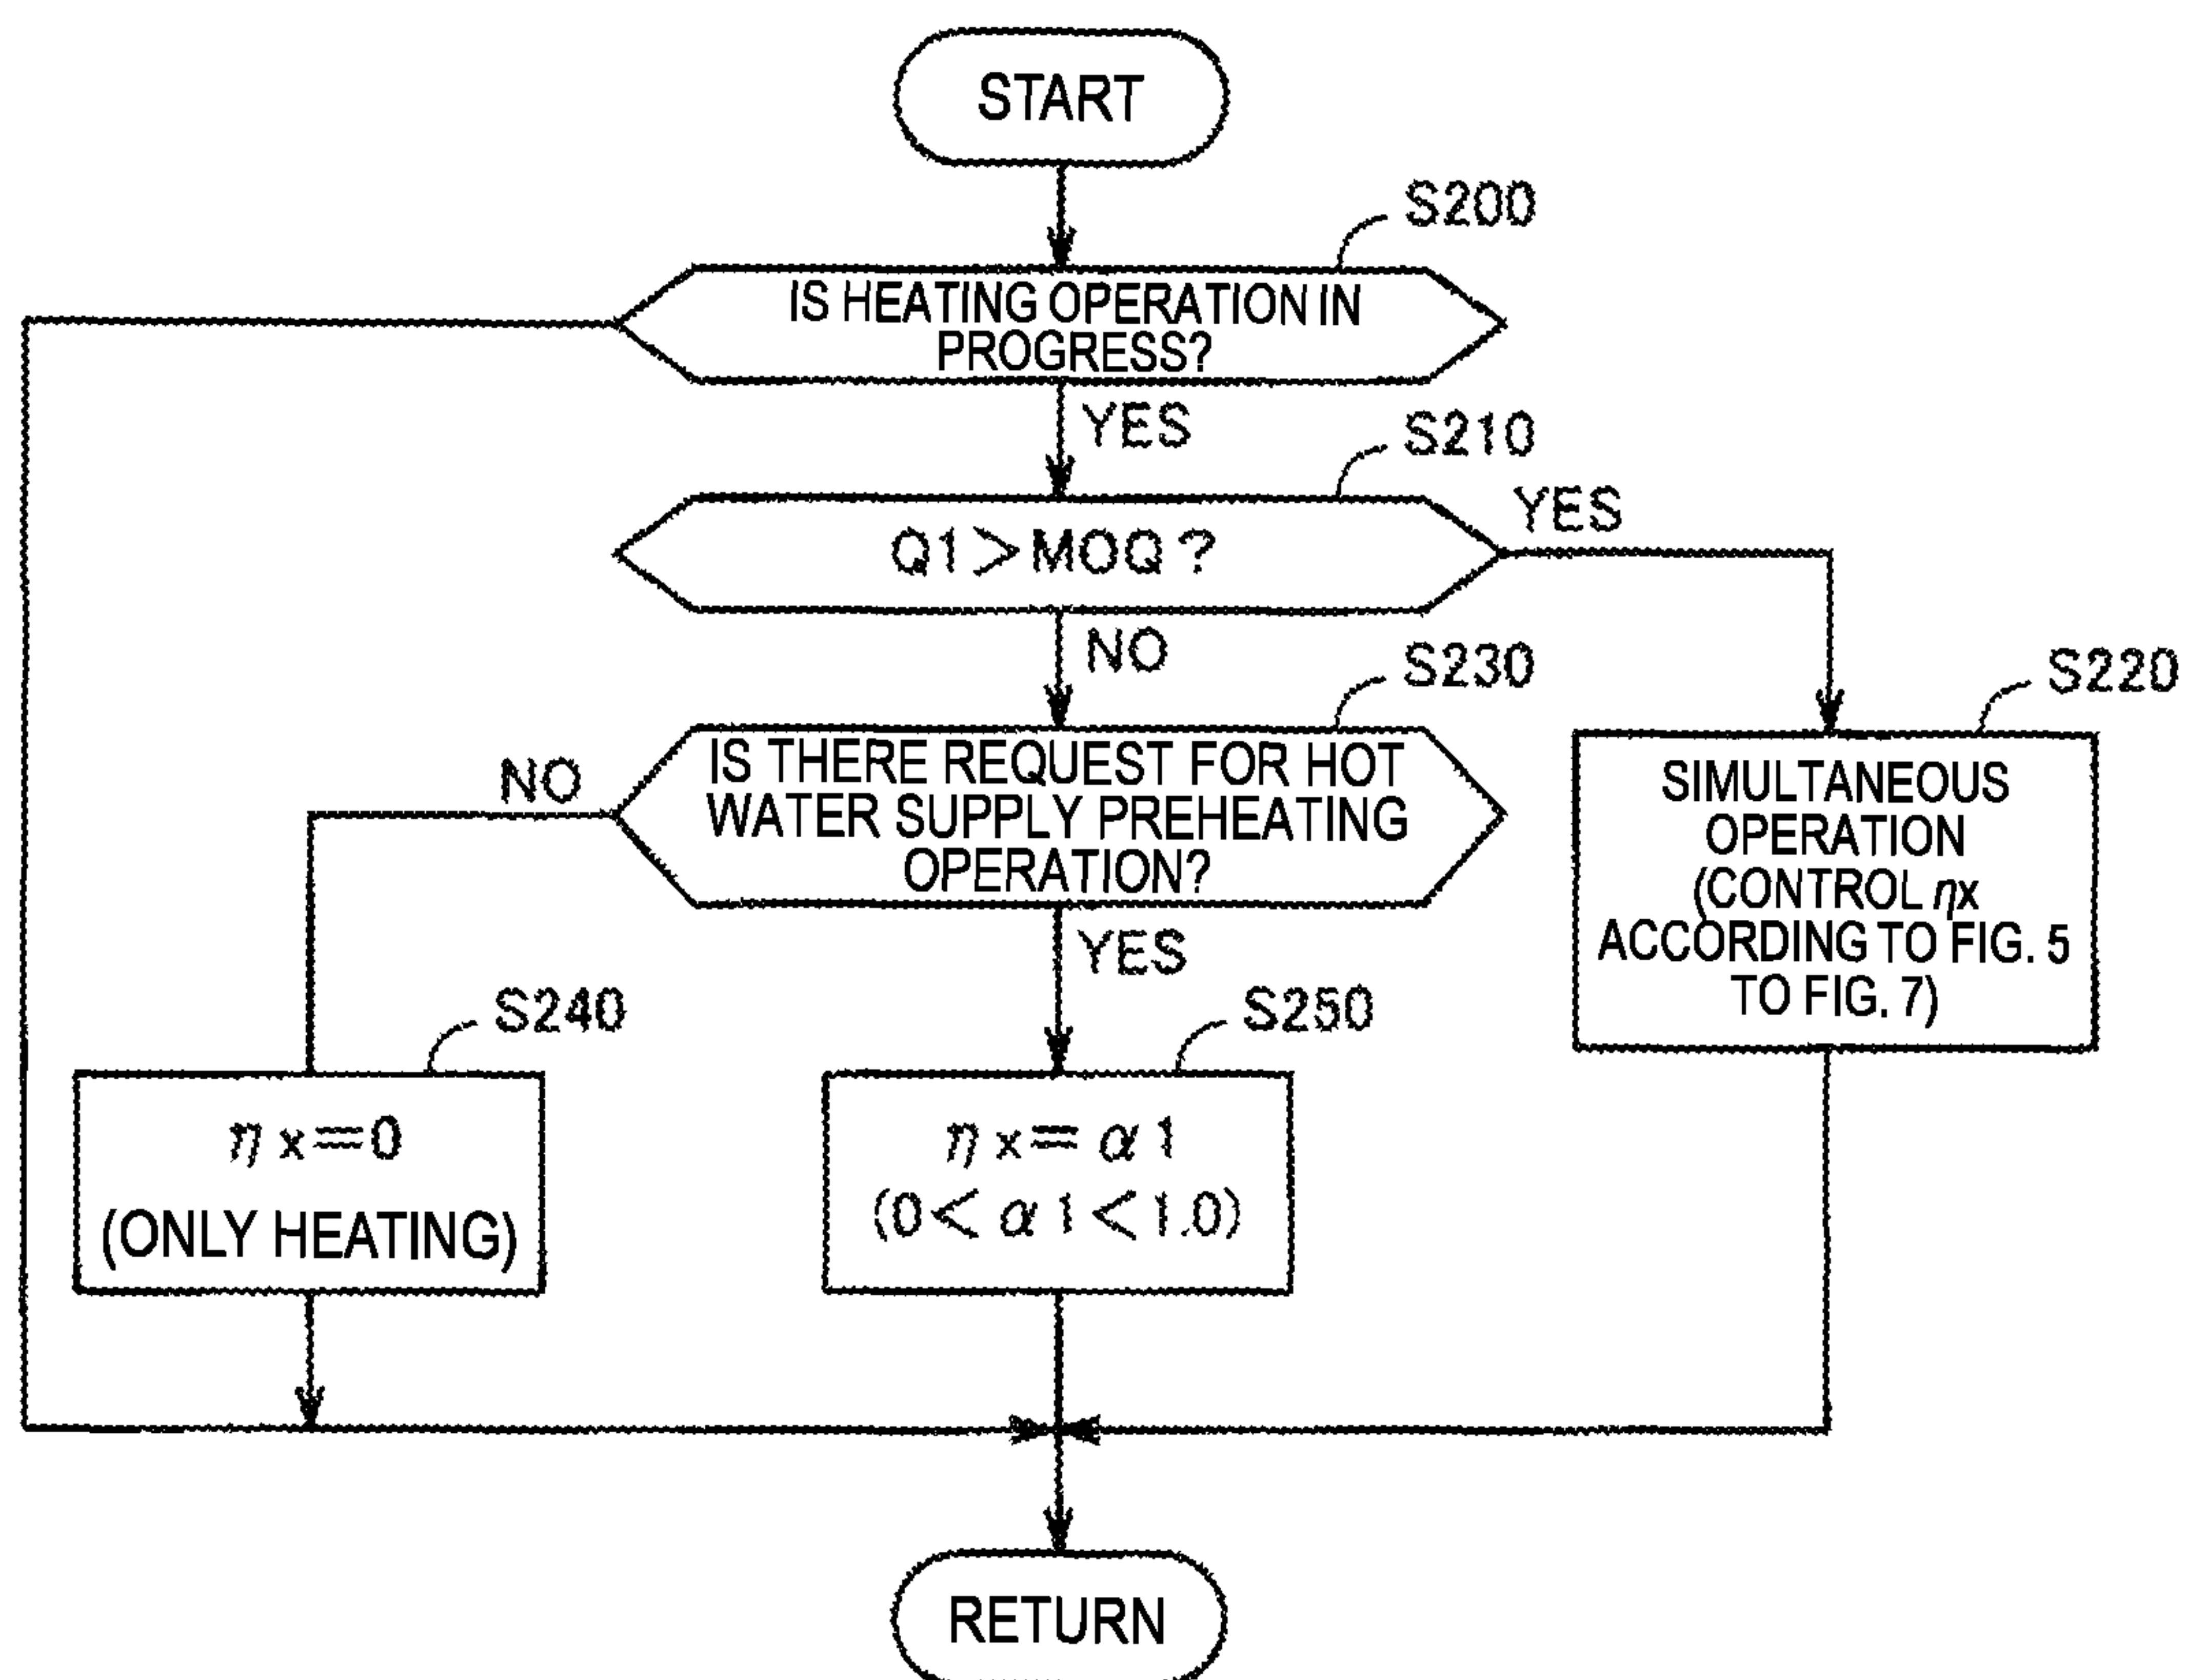 START
S200
IS HEATING OPERATION IN
PROGRESS?
YES
S210
Q1>MOQ?
YES
NO
S230
IS THERE REQUEST FOR HOT
WATER SUPPLY PREHEATING
OPERATION?
NO
S220
SIMULTANEOUS
OPERATION
(CONTROL ηx
ACCORDING TO FIG. 5
TO FIG. 7)
YES
S240
ηx=0
(ONLY HEATING)
S250
ηx=α1
(0<α1<1.0)
RETURN